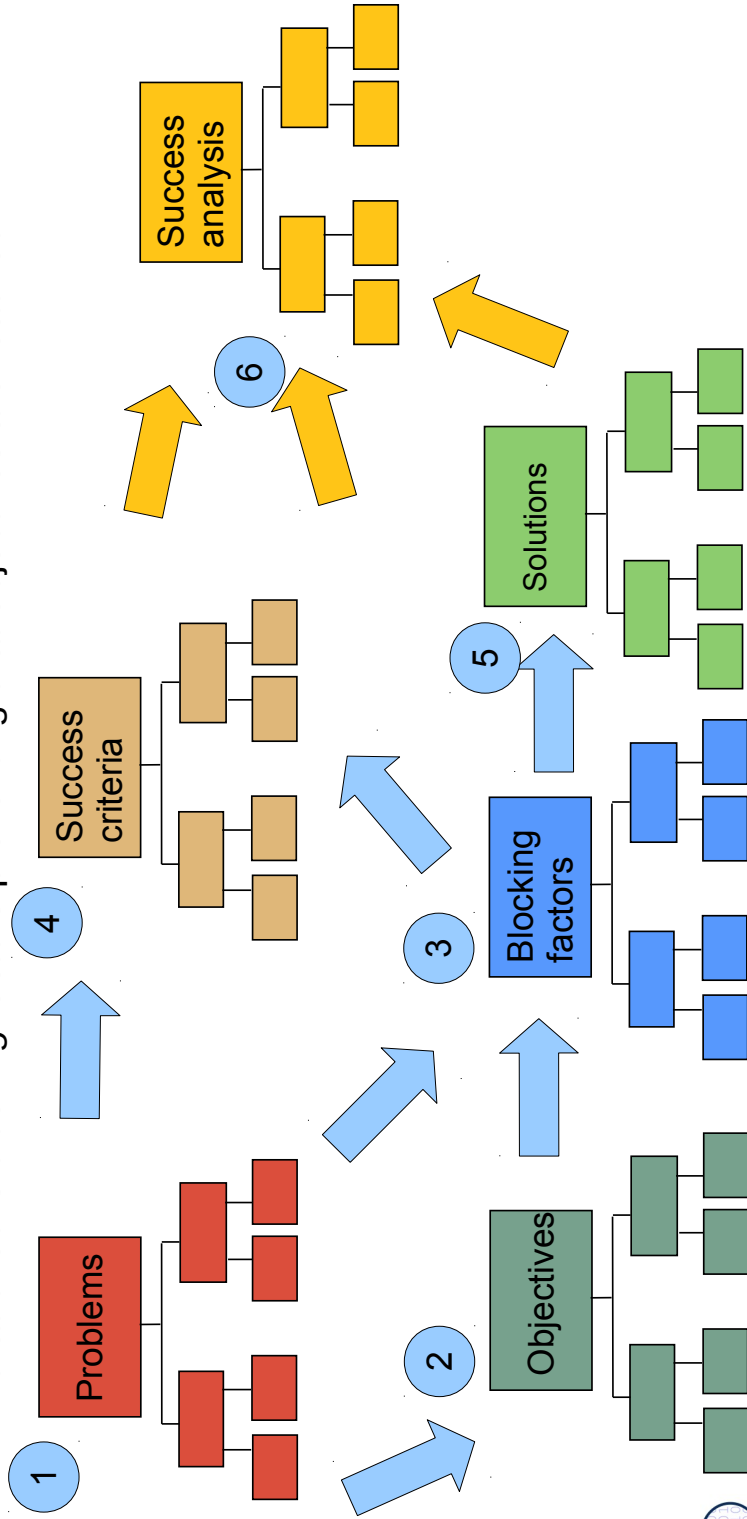 1
Problems
2
Objectives
3
Blocking
factors
4
Success
criteria
5
Solutions
6
Success
analysis